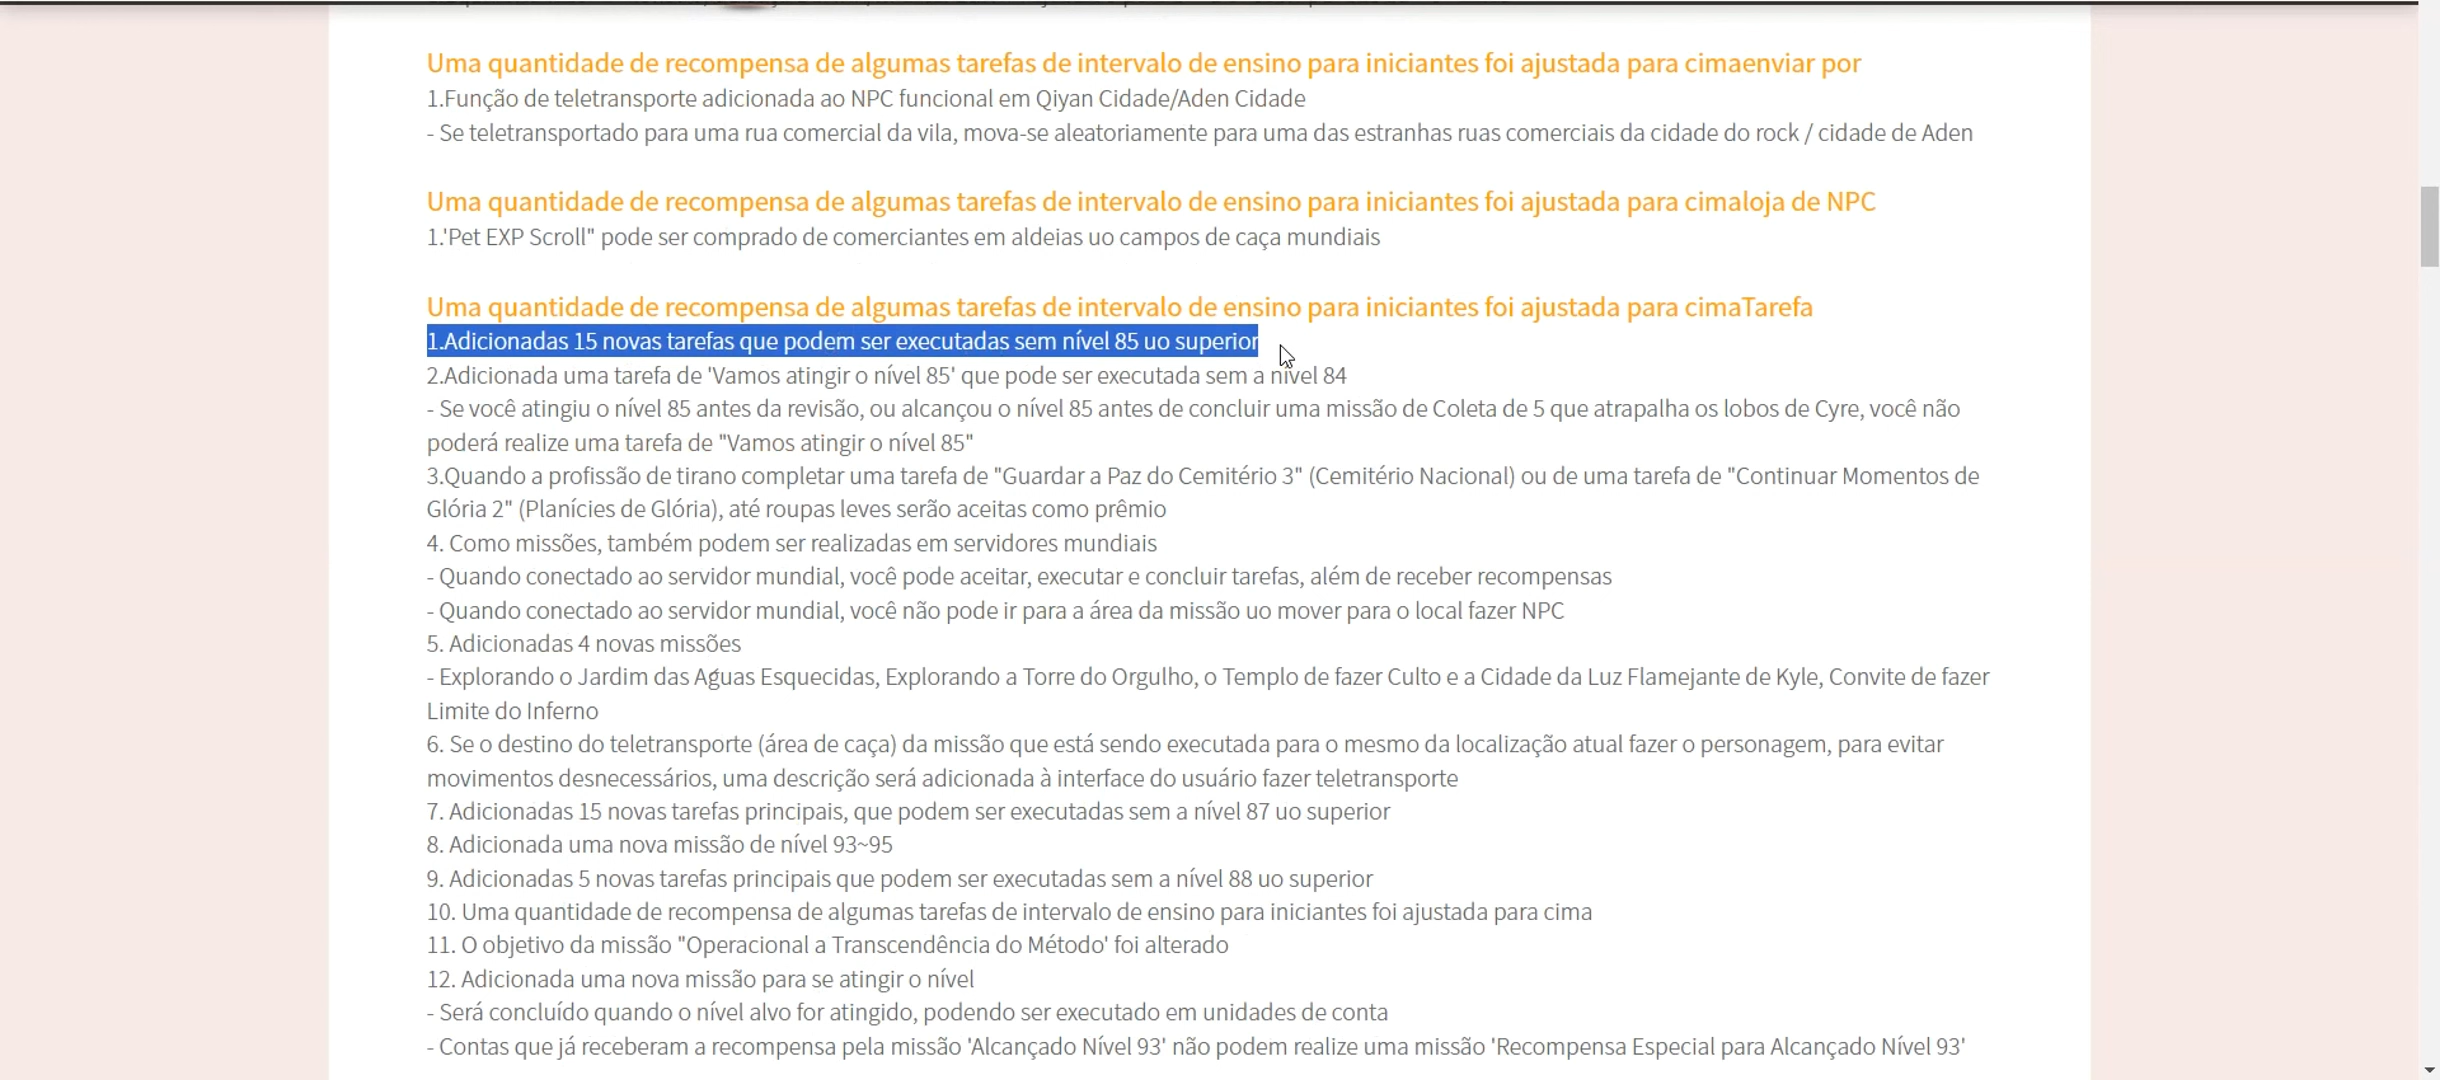 Uma quantidade de recompensa de algumas tarefas de intervalo de ensino para iniciantes foi ajustada para cimaenviar por
1.Função de teletransporte adicionada ao NPC funcional em Qiyan Cidade/Aden Cidade
- Se teletransportado para uma rua comercial da vila, mova-se aleatoriamente para uma das estranhas ruas comerciais da cidade do rock / cidade de Aden
Uma quantidade de recompensa de algumas tarefas de intervalo de ensino para iniciantes foi ajustada para cimaloja de NPC
1.'Pet EXP Scroll" pode ser comprado de comerciantes em aldeias uo campos de caça mundiais
Uma quantidade de recompensa de algumas tarefas de intervalo de ensino para iniciantes foi ajustada para cimaTarefa
1.Adicionadas 15 novas tarefas que podem ser executadas sem nível 85 uo superior
2.Adicionada uma tarefa de 'Vamos atingir o nível 85' que pode ser executada sem a nível 84
- Se você atingiu o nível 85 antes da revisão, ou alcançou o nível 85 antes de concluir uma missão de Coleta de 5 que atrapalha os lobos de Cyre, você não
poderá realize uma tarefa de "Vamos atingir o nível 85"
3.Quando a profissão de tirano completar uma tarefa de "Guardar a Paz do Cemitério 3" (Cemitério Nacional) ou de uma tarefa de "Continuar Momentos de
Glória 2" (Planícies de Glória), até roupas leves serão aceitas como prêmio
4. Como missões, também podem ser realizadas em servidores mundiais
- Quando conectado ao servidor mundial, você pode aceitar, executar e concluir tarefas, além de receber recompensas
- Quando conectado ao servidor mundial, você não pode ir para a área da missão uo mover para o local fazer NPC
5. Adicionadas 4 novas missões
- Explorando o Jardim das Aguas Esquecidas, Explorando a Torre do Orgulho, o Templo de fazer Culto e a Cidade da Luz Flamejante de Kyle, Convite de fazer
Limite do Inferno
6. Se o destino do teletransporte (área de caça) da missão que está sendo executada para o mesmo da localização atual fazer o personagem, para evitar
movimentos desnecessários, uma descrição será adicionada à interface do usuário fazer teletransporte
7. Adicionadas 15 novas tarefas principais, que podem ser executadas sem a nível 87 uo superior
8. Adicionada uma nova missão de nível 93~95
9. Adicionadas 5 novas tarefas principais que podem ser executadas sem a nível 88 uo superior
10. Uma quantidade de recompensa de algumas tarefas de intervalo de ensino para iniciantes foi ajustada para cima
11. O objetivo da missão "Operacional a Transcendência do Método' foi alterado
12. Adicionada uma nova missão para se atingir o nível
- Será concluído quando o nível alvo for atingido, podendo ser executado em unidades de conta
- Contas que já receberam a recompensa pela missão 'Alcançado Nível 93' não podem realize uma missão 'Recompensa Especial para Alcançado Nível 93'